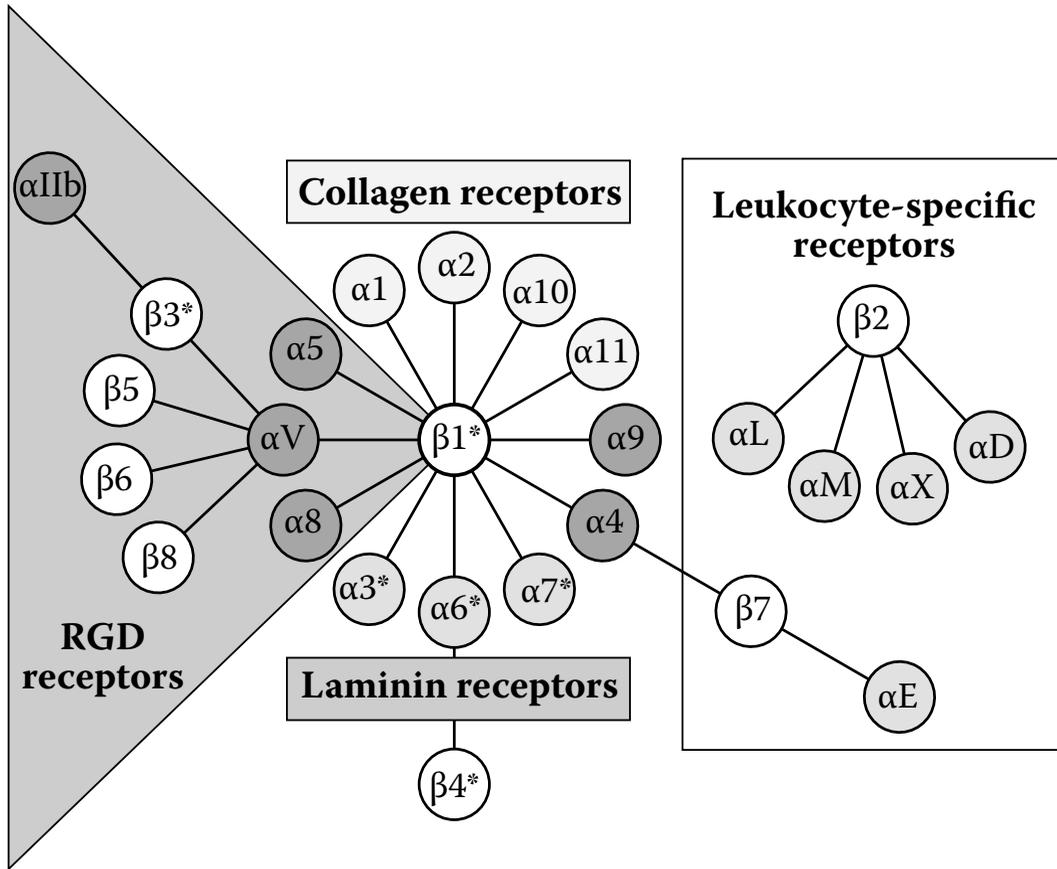 αIIb
Collagen receptors
Leukocyte-specific
receptors
α2
α1
α10
β3*
β2
α5
α11
β5
αV
β1*
α9
αL
αD
β6
αM
αX
α8
α4
β8
α3*
α6*
α7*
β7
RGD
receptors
Laminin receptors
αE
β4*